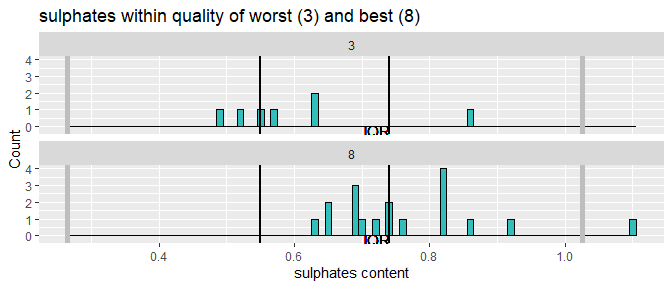 sulphates within quality of worst (3) and best (8)
3
4
3
2
1
0
IQR
Count
8
4
3
2
1
0
IQR
0.4 0.6 0.8 1.0
sulphates content